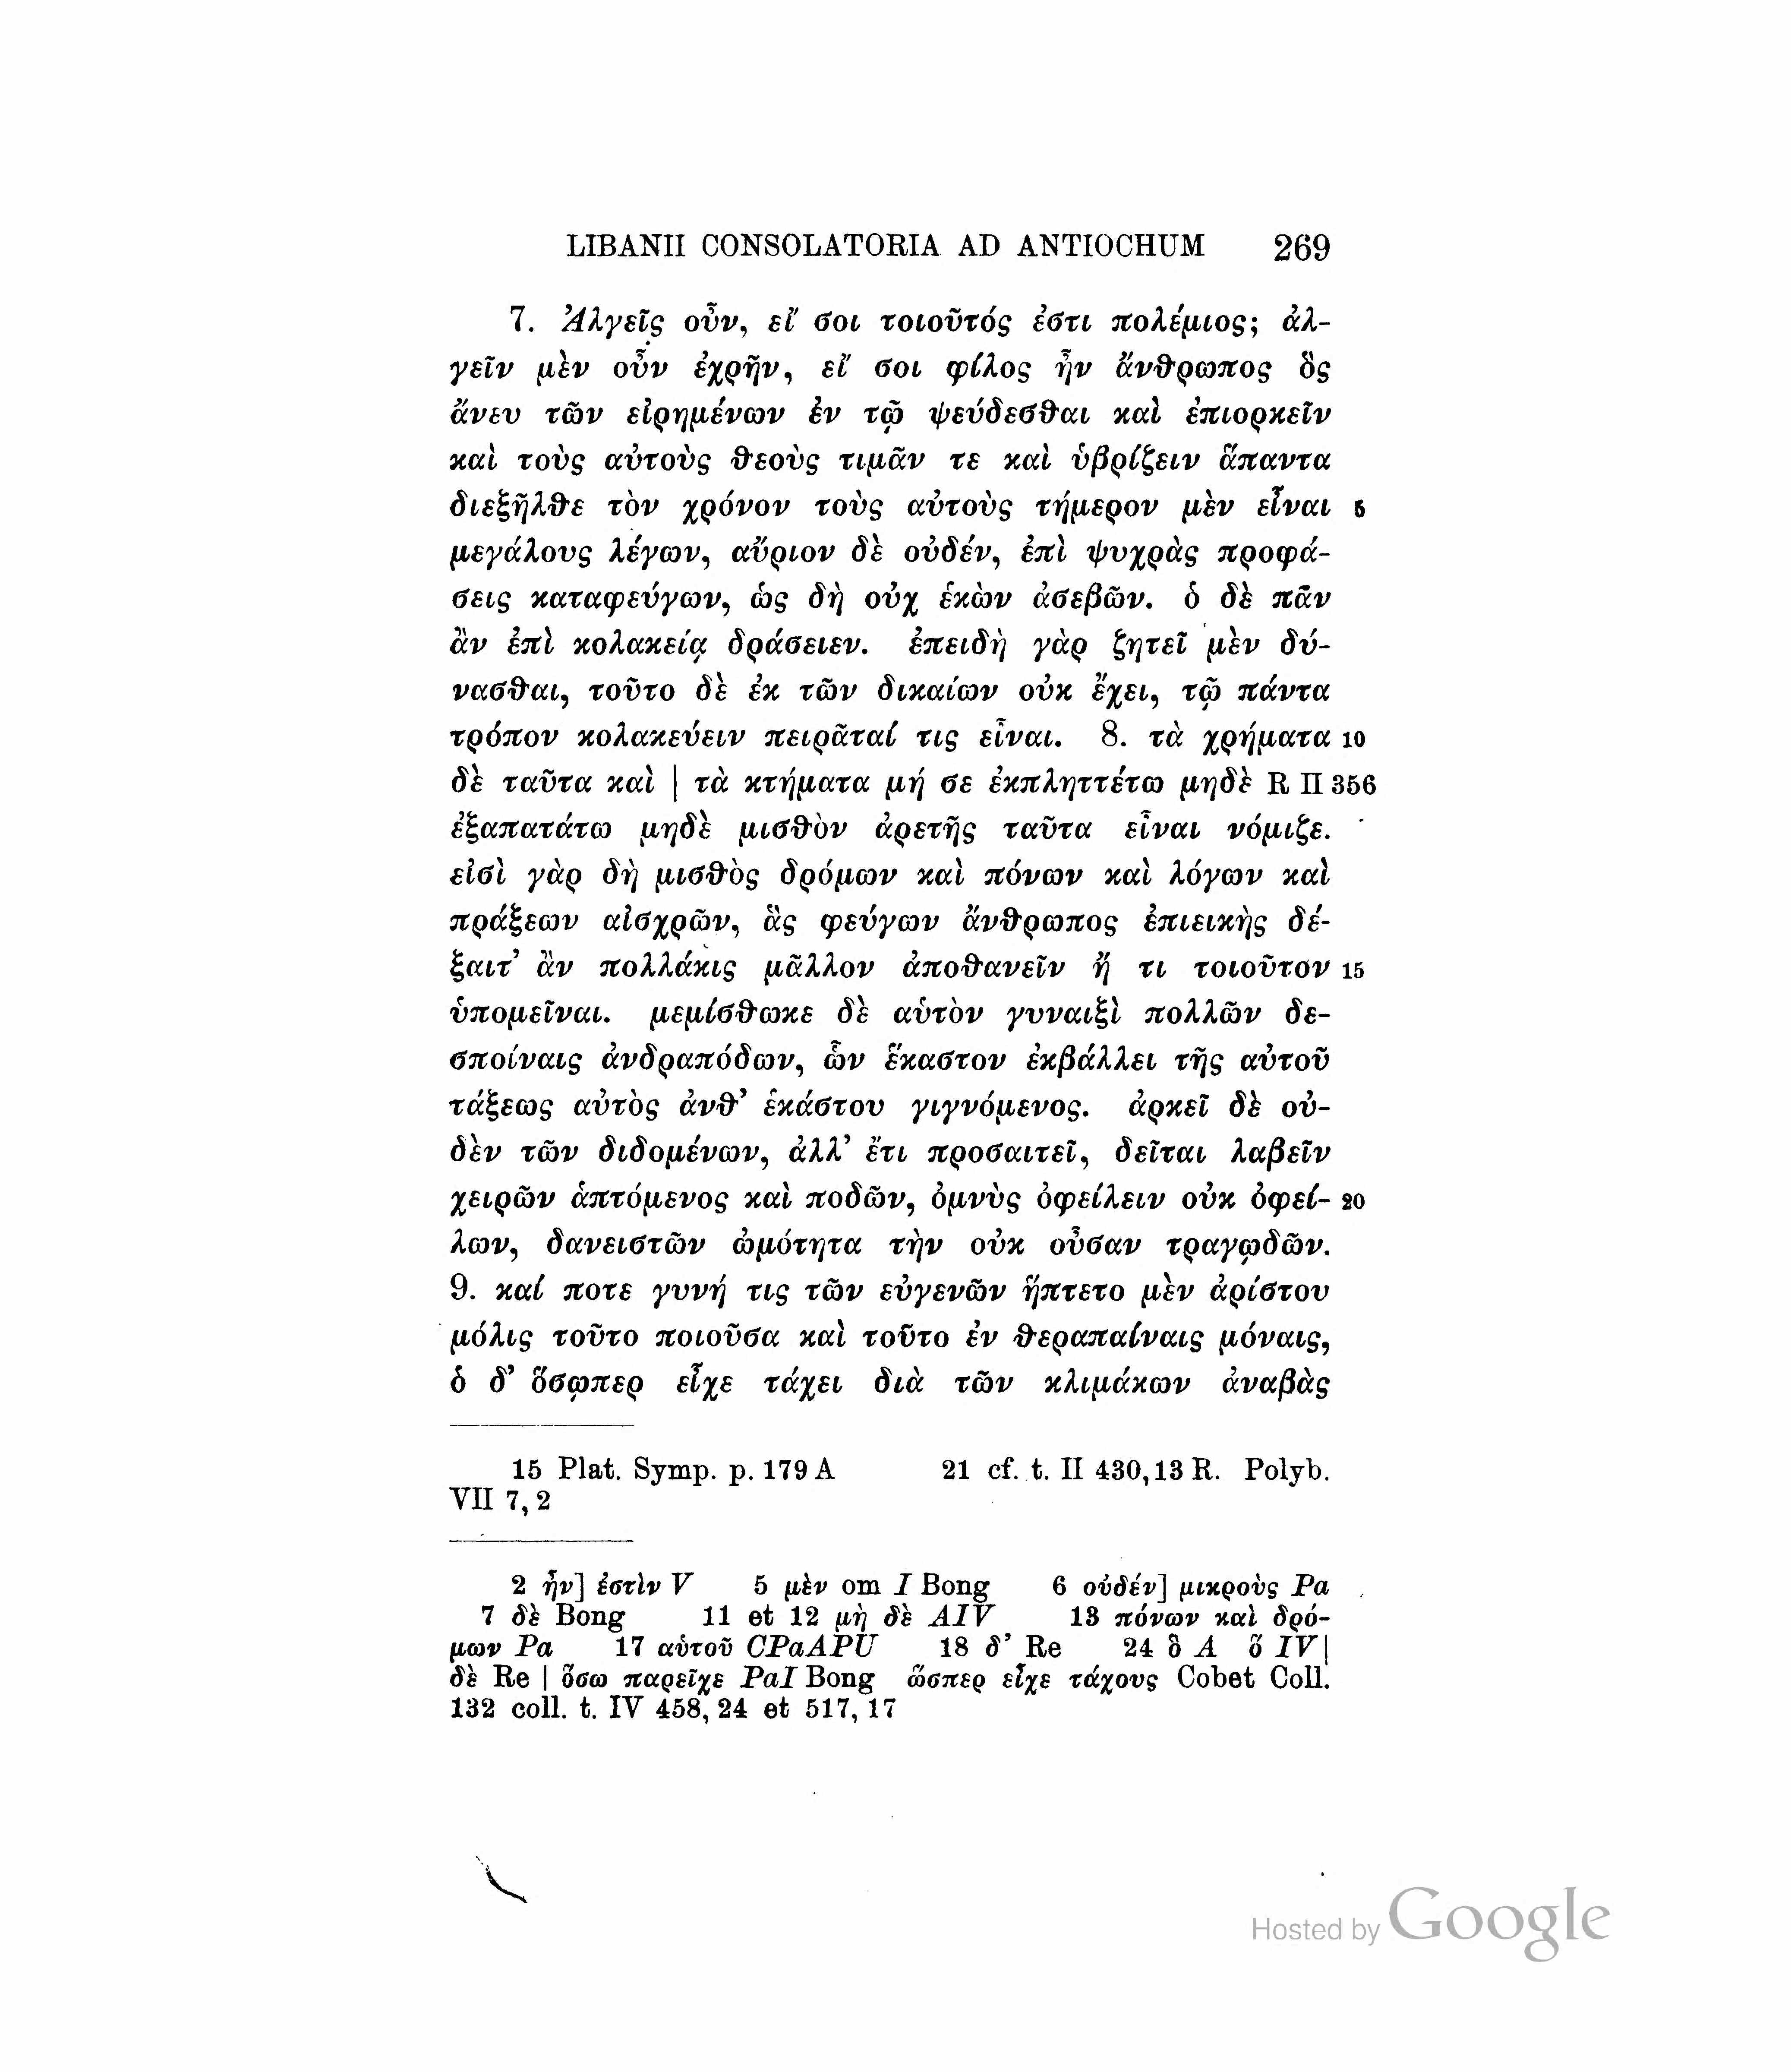 LIBANII CONSOLATORIA AD ANTIOCHUM 269
7. Ἀλγεῖς οὖν, εἴ σοι τοιοῦτός ἐστι πολέμιος; ἀλ-
γεῖν μὲν οὖν ἐχρῆν, εἴ σοι φίλος ἦν ἄνθρωπος ὃς
ἄνευ τῶν εἰρημένων ἐν τῷ ψεύδεσθαι καὶ ἐπιορκεῖν
καὶ τοὺς αὐτοὺς θεοὺς τιμᾶν τε καὶ ὑβρίζειν ἅπαντα
διεξῆλθε τὸν χρόνον τοὺς αὐτοὺς τήμερον μὲν εἶναι 5
μεγάλους λέγων, αὔριον δὲ οὐδέν, ἐπὶ ψυχρὰς προφά-
σεις καταφεύγων, ὡς δὴ οὐχ ἑκὼν ἀσεβῶν. ὁ δὲ πᾶν
ἂν ἐπὶ κολακείᾳ δράσειεν. ἐπειδὴ γὰρ ζητεῖ μὲν δύ-
νασθαι, τοῦτο δὲ ἐκ τῶν δικαίων οὐκ ἔχει, τῷ πάντα
τρόπον κολακεύειν πειρᾶταί τις εἶναι. 8. τὰ χρήματα 10
δὲ ταῦτα καὶ | τὰ κτήματα μή σε ἐκπληττέτω μηδὲ R II 356
ἐξαπατάτω μηδὲ μισθὸν ἀρετῆς ταῦτα εἶναι νόμιζε.
εἰσὶ γὰρ δὴ μισθὸς δρόμων καὶ πόνων καὶ λόγων καὶ
πράξεων αἰσχρῶν, ἃς φεύγων ἄνθρωπος ἐπιεικὴς δέ-
ξαιτ’ ἂν πολλάκις μᾶλλον ἀποθανεῖν ἤ τι τοιοῦτον 15
ὑπομεῖναι. μεμίσθωκε δὲ αὑτὸν γυναιξὶ πολλῶν δε-
σποίναις ἀνδραπόδων, ὧν ἕκαστον ἐκβάλλει τῆς αὐτοῦ
τάξεως αὐτὸς ἀνθ’ ἑκάστου γιγνόμενος. ἀρκεῖ δὲ οὐ-
δὲν τῶν διδομένων, ἀλλ’ ἔτι προσαιτεῖ, δεῖται λαβεῖν
χειρῶν ἁπτόμενος καὶ ποδῶν, ὀμνὺς ὀφείλειν οὐκ ὀφεί- 20
λων, δανειστῶν ὠμότητα τὴν οὐκ οὖσαν τραγῳδῶν.
9. καί ποτε γυνή τις τῶν εὐγενῶν ἥπτετο μὲν ἀρίστου
μόλις τοῦτο ποιοῦσα καὶ τοῦτο ἐν θεραπαίναις μόναις,
ὁ δ’ ὅσῳπερ εἶχε τάχει διὰ τῶν κλιμάκων ἀναβὰς
15 Plat. Symp. p. 179 A 21 cf. t. II 430,13 R. Polyb.
VII 7, 2
2 ἦν] ἐστὶν V 5 μὲν om I Bong 6 οὐδέν] μικροὺς Pa
7 δὲ Bong 11 et 12 μὴ δὲ AIV 13 πόνων καὶ δρό-
μων Pa 17 αὑτοῦ CPaAPU 18 δ’ Re 24 ὃ A ὅ IV |
δὲ Re | ὅσω παρεῖχε PaI Bong ὥσπερ εἶχε τάχους Cobet Coll.
132 coll. t. IV 458, 24 et 517, 17
Hosted by Google